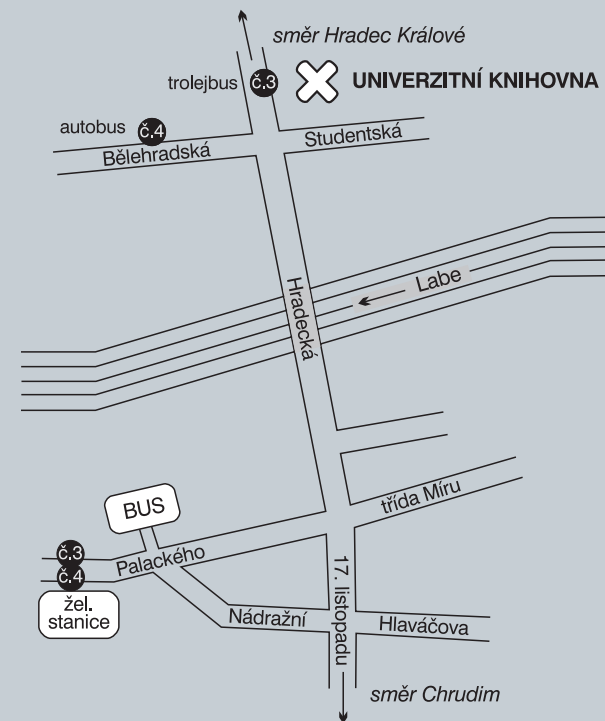 směr Hradec Králové
trolejbus č.3
UNIVERZITNÍ KNIHOVNA
autobus č.4
Bělehradská
Studentská
Labe
Hradecká
třída Míru
BUS
č.3
Palackého
č.4
žel.
stanice
17. listopadu
Nádražní
Hlaváčova
směr Chrudim